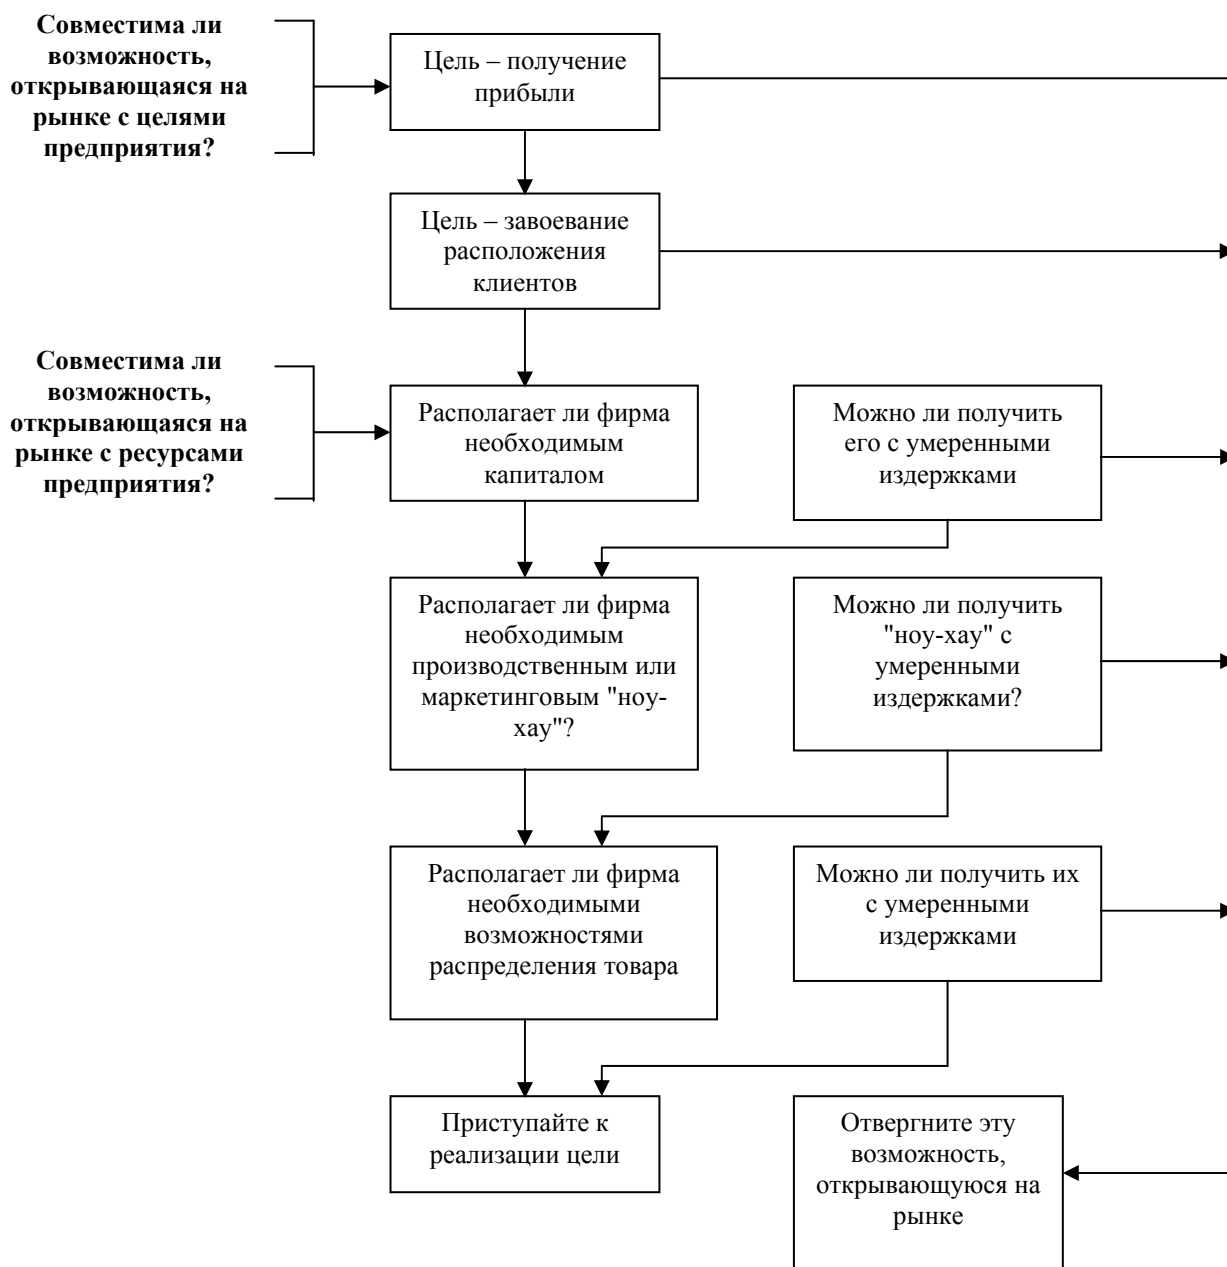 Совместима ли
возможность,
открывающаяся на
рынке с целями
предприятия?
Цель – получение
прибыли
Цель – завоевание
расположения
клиентов
Совместима ли
возможность,
открывающаяся на
рынке с ресурсами
предприятия?
Располагает ли фирма
необходимым
капиталом
Можно ли получить
его с умеренными
издержками
Располагает ли фирма
необходимым
производственным или
маркетинговым "ноу-
хау"?
Можно ли получить
"ноу-хау" с
умеренными
издержками?
Располагает ли фирма
необходимыми
возможностями
распределения товара
Можно ли получить их
с умеренными
издержками
Приступайте к
реализации цели
Отвергните эту
возможность,
открывающуюся на
рынке